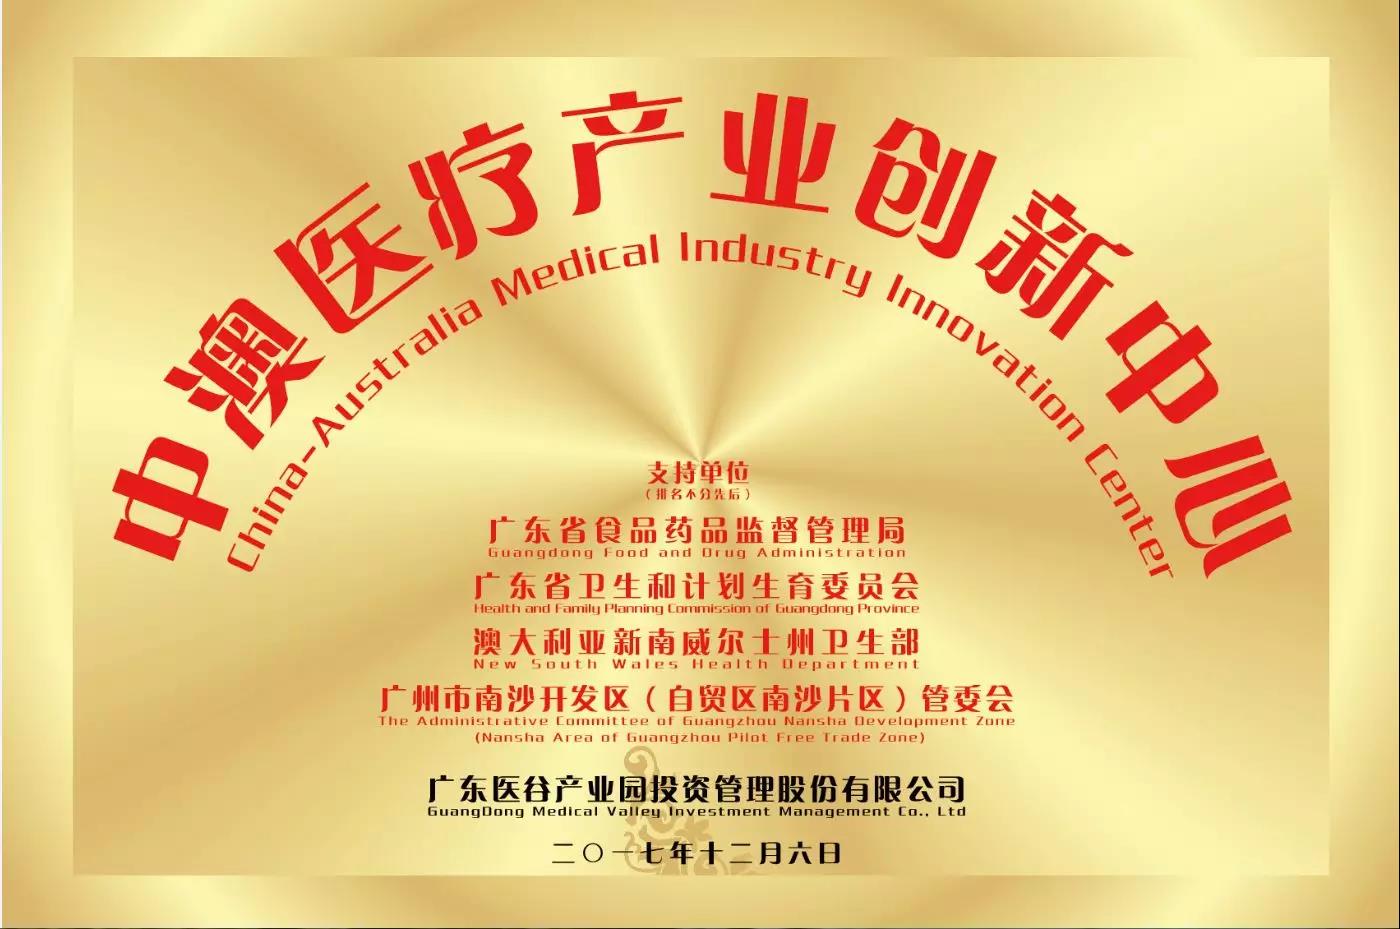 中澳医疗产业创新中心
China-Australia Medical Industry Innovation Center
支持单位
（排名不分先后）
广东省食品药品监督管理局
Guangdong Food and Drug Administration
广东省卫生和计划生育委员会
Health and Family Planning Commission of Guangdong Province
澳大利亚新南威尔士州卫生部
New South Wales Health Department
广州市南沙开发区（自贸区南沙片区）管委会
The Administrative Committee of Guangzhou Nansha Development Zone
(Nansha Area of Guangzhou Pilot Free Trade Zone)
广东医谷产业园投资管理股份有限公司
GuangDong Medical Valley Investment Management Co., Ltd
二〇一七年十二月六日